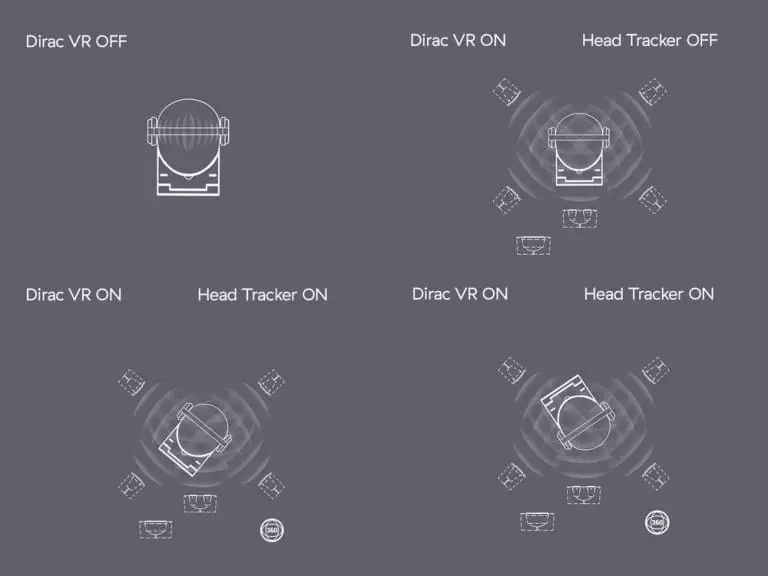 Dirac VR OFF
Dirac VR ON Head Tracker OFF
Dirac VR ON Head Tracker ON
360
Dirac VR ON Head Tracker ON
360